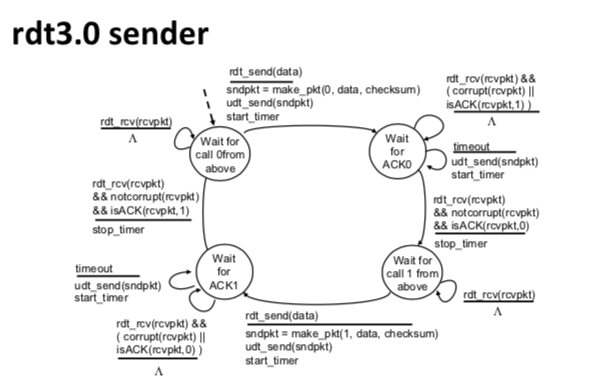 rdt3.0 sender
rdt_send(data)
sndpkt = make_pkt(0, data, checksum)
udt_send(sndpkt)
start_timer
rdt_rcv(rcvpkt) &&
( corrupt(rcvpkt) ||
isACK(rcvpkt,1) )
Λ
rdt_rcv(rcvpkt)
Λ
Wait for
call 0from
above
Wait
for
ACK0
timeout
udt_send(sndpkt)
start_timer
rdt_rcv(rcvpkt)
&& notcorrupt(rcvpkt)
&& isACK(rcvpkt,1)
stop_timer
rdt_rcv(rcvpkt)
&& notcorrupt(rcvpkt)
&& isACK(rcvpkt,0)
stop_timer
timeout
udt_send(sndpkt)
start_timer
Wait
for
ACK1
Wait for
call 1 from
above
rdt_rcv(rcvpkt)
Λ
rdt_rcv(rcvpkt) &&
( corrupt(rcvpkt) ||
isACK(rcvpkt,0) )
Λ
rdt_send(data)
sndpkt = make_pkt(1, data, checksum)
udt_send(sndpkt)
start_timer